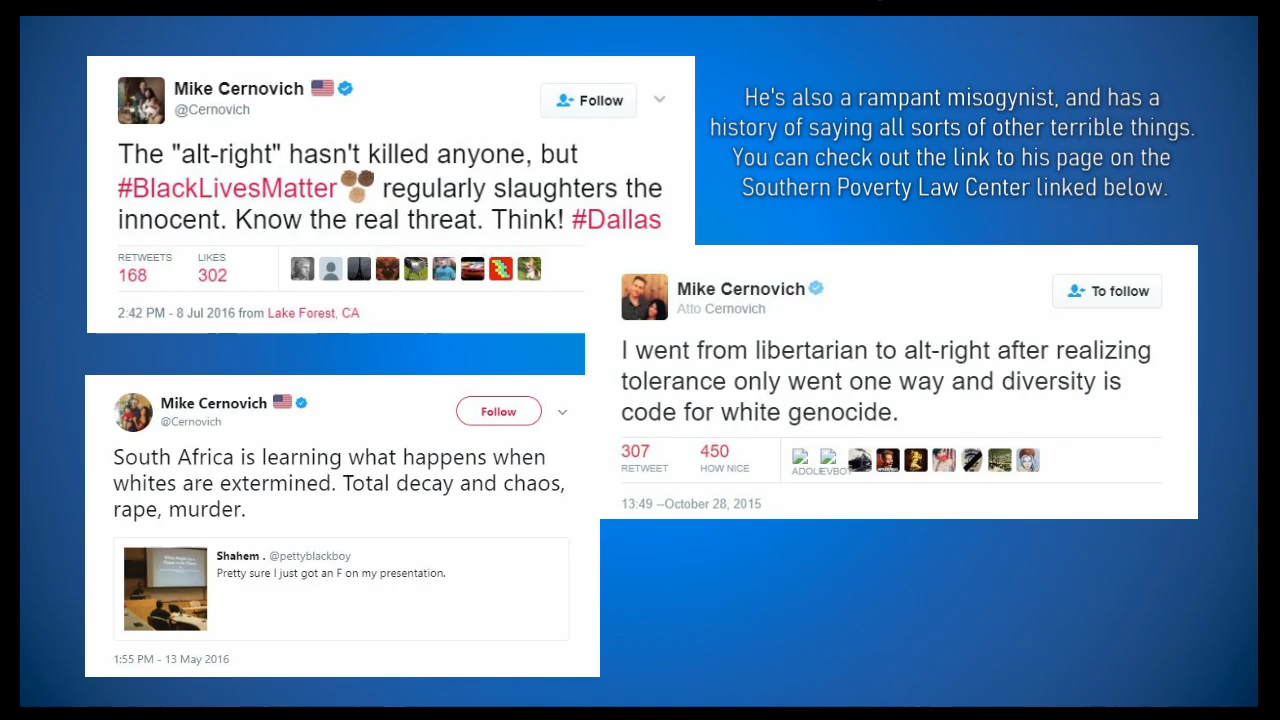 Mike Cernovich
@Cernovich
Follow
The "alt-right" hasn't killed anyone, but
#BlackLivesMatter regularly slaughters the
innocent. Know the real threat. Think! #Dallas
RETWEETS LIKES
168 302
2:42 PM - 8 Jul 2016 from Lake Forest, CA
He's also a rampant misogynist, and has a
history of saying all sorts of other terrible things.
You can check out the link to his page on the
Southern Poverty Law Center linked below.
Mike Cernovich
Atto Cernovich
To follow
I went from libertarian to alt-right after realizing
tolerance only went one way and diversity is
code for white genocide.
307 450
RETWEET HOW NICE
ADOL EVBOT
13:49 --October 28, 2015
Mike Cernovich
@Cernovich
Follow
South Africa is learning what happens when
whites are extermined. Total decay and chaos,
rape, murder.
Shahem . @pettyblackboy
Pretty sure I just got an F on my presentation.
1:55 PM - 13 May 2016